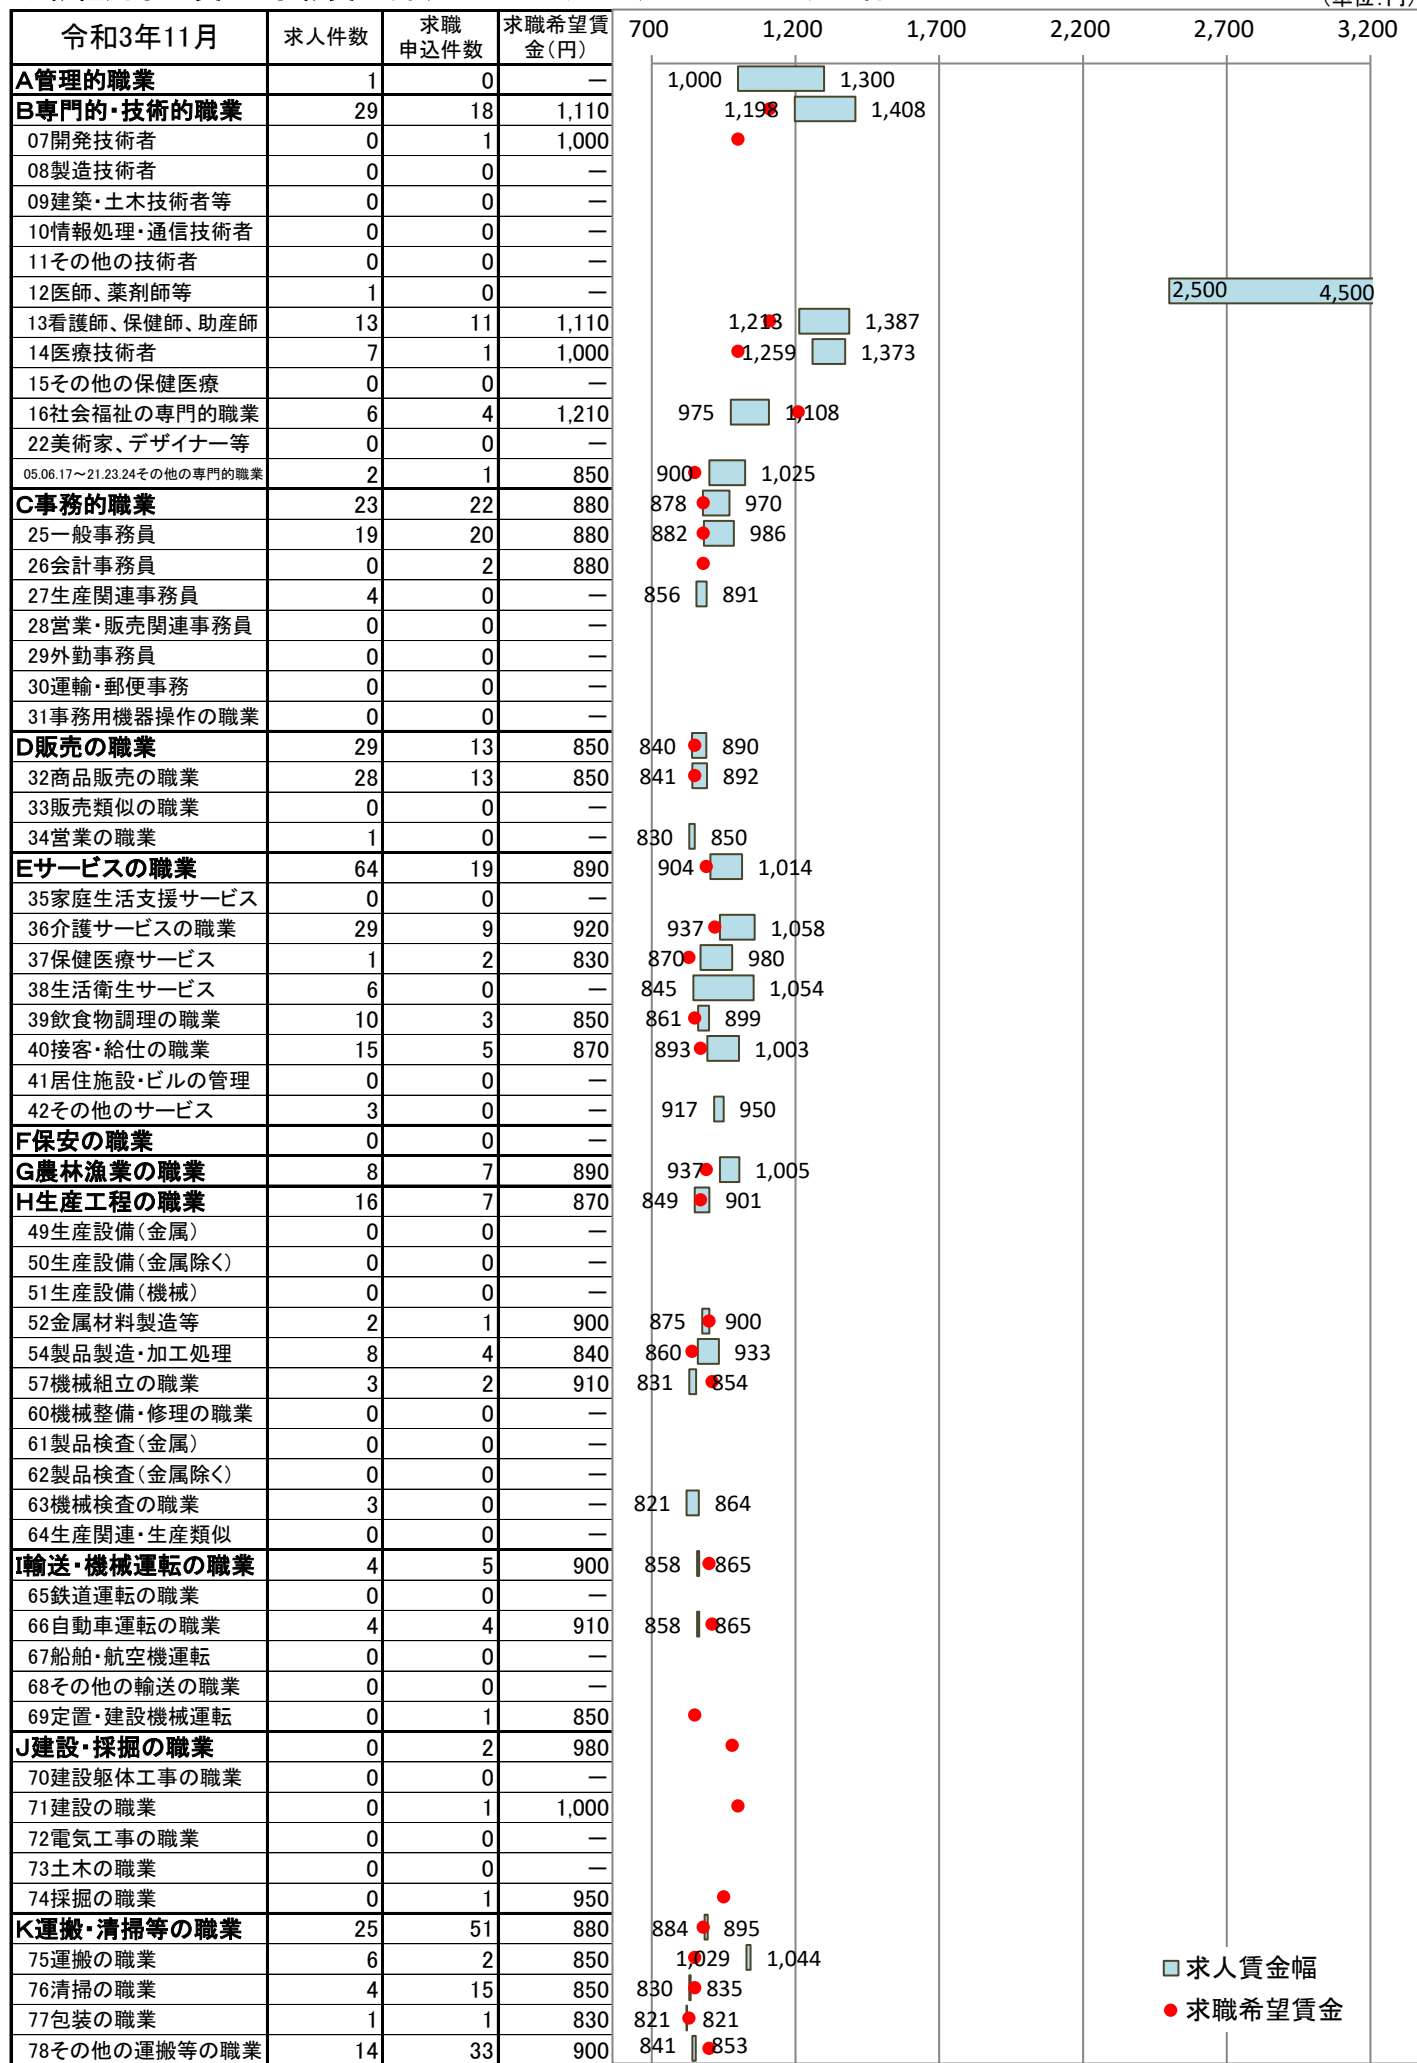 (単位:円)
令和3年11月 求人件数 求職申込件数 求職希望賃金(円) 700 1,200 1,700 2,200 2,700 3,200
A管理的職業 1 0 ― 1,000 1,300
B専門的・技術的職業 29 18 1,110 1,198 1,408
07開発技術者 0 1 1,000
08製造技術者 0 0 ―
09建築・土木技術者等 0 0 ―
10情報処理・通信技術者 0 0 ―
11その他の技術者 0 0 ―
12医師、薬剤師等 1 0 ― 2,500 4,500
13看護師、保健師、助産師 13 11 1,110 1,213 1,387
14医療技術者 7 1 1,000 1,259 1,373
15その他の保健医療 0 0 ―
16社会福祉の専門的職業 6 4 1,210 975 1,108
22美術家、デザイナー等 0 0 ―
05.06.17～21.23.24その他の専門的職業 2 1 850 900 1,025
C事務的職業 23 22 880 878 970
25一般事務員 19 20 880 882 986
26会計事務員 0 2 880
27生産関連事務員 4 0 ― 856 891
28営業・販売関連事務員 0 0 ―
29外勤事務員 0 0 ―
30運輸・郵便事務 0 0 ―
31事務用機器操作の職業 0 0 ―
D販売の職業 29 13 850 840 890
32商品販売の職業 28 13 850 841 892
33販売類似の職業 0 0 ―
34営業の職業 1 0 ― 830 850
Eサービスの職業 64 19 890 904 1,014
35家庭生活支援サービス 0 0 ―
36介護サービスの職業 29 9 920 937 1,058
37保健医療サービス 1 2 830 870 980
38生活衛生サービス 6 0 ― 845 1,054
39飲食物調理の職業 10 3 850 861 899
40接客・給仕の職業 15 5 870 893 1,003
41居住施設・ビルの管理 0 0 ―
42その他のサービス 3 0 ― 917 950
F保安の職業 0 0 ―
G農林漁業の職業 8 7 890 937 1,005
H生産工程の職業 16 7 870 849 901
49生産設備(金属) 0 0 ―
50生産設備(金属除く) 0 0 ―
51生産設備(機械) 0 0 ―
52金属材料製造等 2 1 900 875 900
54製品製造・加工処理 8 4 840 860 933
57機械組立の職業 3 2 910 831 854
60機械整備・修理の職業 0 0 ―
61製品検査(金属) 0 0 ―
62製品検査(金属除く) 0 0 ―
63機械検査の職業 3 0 ― 821 864
64生産関連・生産類似 0 0 ―
I輸送・機械運転の職業 4 5 900 858 865
65鉄道運転の職業 0 0 ―
66自動車運転の職業 4 4 910 858 865
67船舶・航空機運転 0 0 ―
68その他の輸送の職業 0 0 ―
69定置・建設機械運転 0 1 850
J建設・採掘の職業 0 2 980
70建設躯体工事の職業 0 0 ―
71建設の職業 0 1 1,000
72電気工事の職業 0 0 ―
73土木の職業 0 0 ―
74採掘の職業 0 1 950
K運搬・清掃等の職業 25 51 880 884 895
75運搬の職業 6 2 850 1,029 1,044
76清掃の職業 4 15 850 830 835
77包装の職業 1 1 830 821 821
78その他の運搬等の職業 14 33 900 841 853
求人賃金幅
求職希望賃金